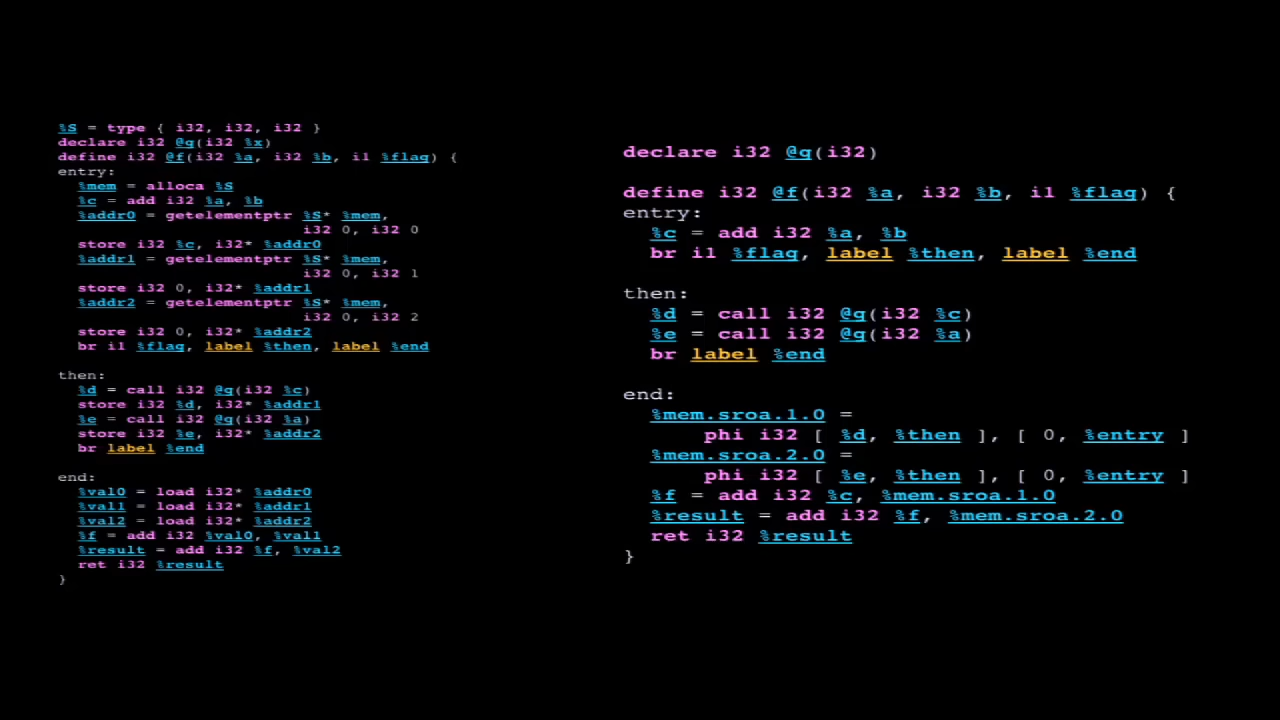 %S = type { i32, i32, i32 }
declare i32 @g(i32 %x)
define i32 @f(i32 %a, i32 %b, i1 %flag) {
entry:
  %mem = alloca %S
  %c = add i32 %a, %b
  %addr0 = getelementptr %S* %mem,
                         i32 0, i32 0
  store i32 %c, i32* %addr0
  %addr1 = getelementptr %S* %mem,
                         i32 0, i32 1
  store i32 0, i32* %addr1
  %addr2 = getelementptr %S* %mem,
                         i32 0, i32 2
  store i32 0, i32* %addr2
  br i1 %flag, label %then, label %end

then:
  %d = call i32 @g(i32 %c)
  store i32 %d, i32* %addr1
  %e = call i32 @g(i32 %a)
  store i32 %e, i32* %addr2
  br label %end

end:
  %val0 = load i32* %addr0
  %val1 = load i32* %addr1
  %val2 = load i32* %addr2
  %f = add i32 %val0, %val1
  %result = add i32 %f, %val2
  ret i32 %result
}
declare i32 @g(i32)

define i32 @f(i32 %a, i32 %b, i1 %flag) {
entry:
  %c = add i32 %a, %b
  br i1 %flag, label %then, label %end

then:
  %d = call i32 @g(i32 %c)
  %e = call i32 @g(i32 %a)
  br label %end

end:
  %mem.sroa.1.0 =
      phi i32 [ %d, %then ], [ 0, %entry ]
  %mem.sroa.2.0 =
      phi i32 [ %e, %then ], [ 0, %entry ]
  %f = add i32 %c, %mem.sroa.1.0
  %result = add i32 %f, %mem.sroa.2.0
  ret i32 %result
}